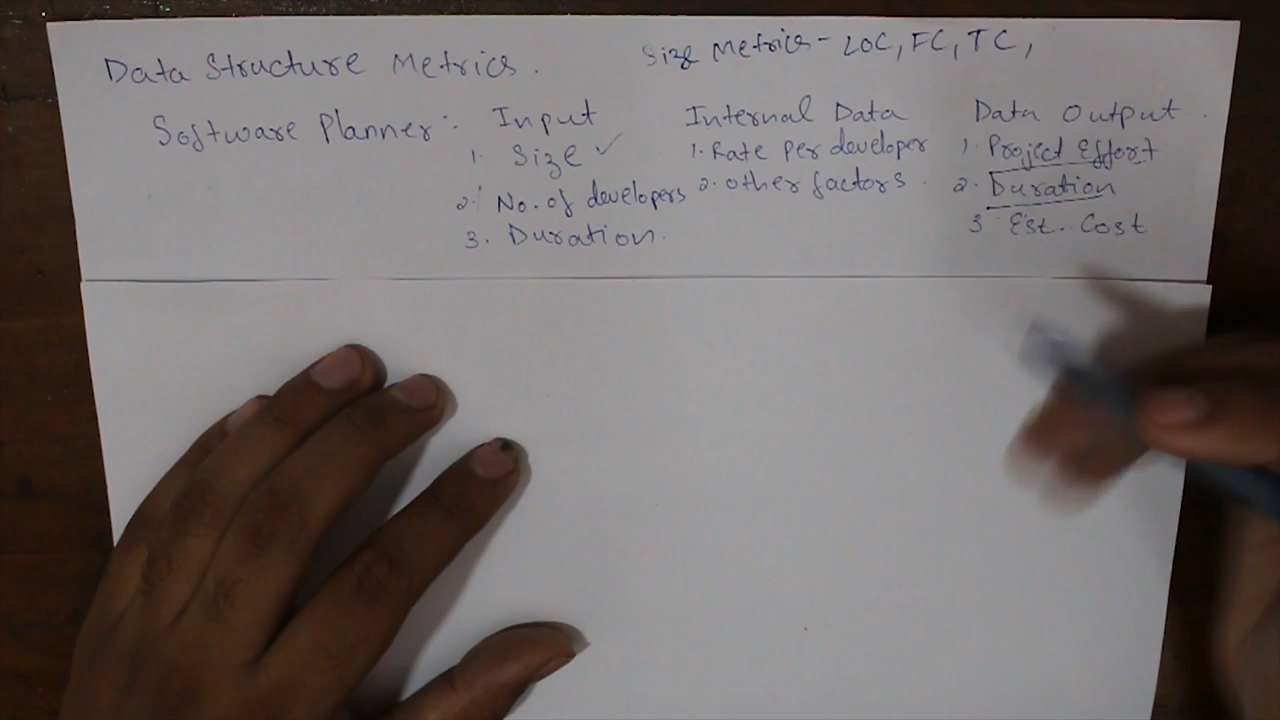 Data Structure Metrics.
Size Metrics - LOC, FC, TC,
Software Planner:-
Input
1. Size ✓
2. No. of developers
3. Duration.
Internal Data
1. Rate Per developer
2. other factors.
Data Output.
1. Project Effort
2. Duration
3 Est. Cost